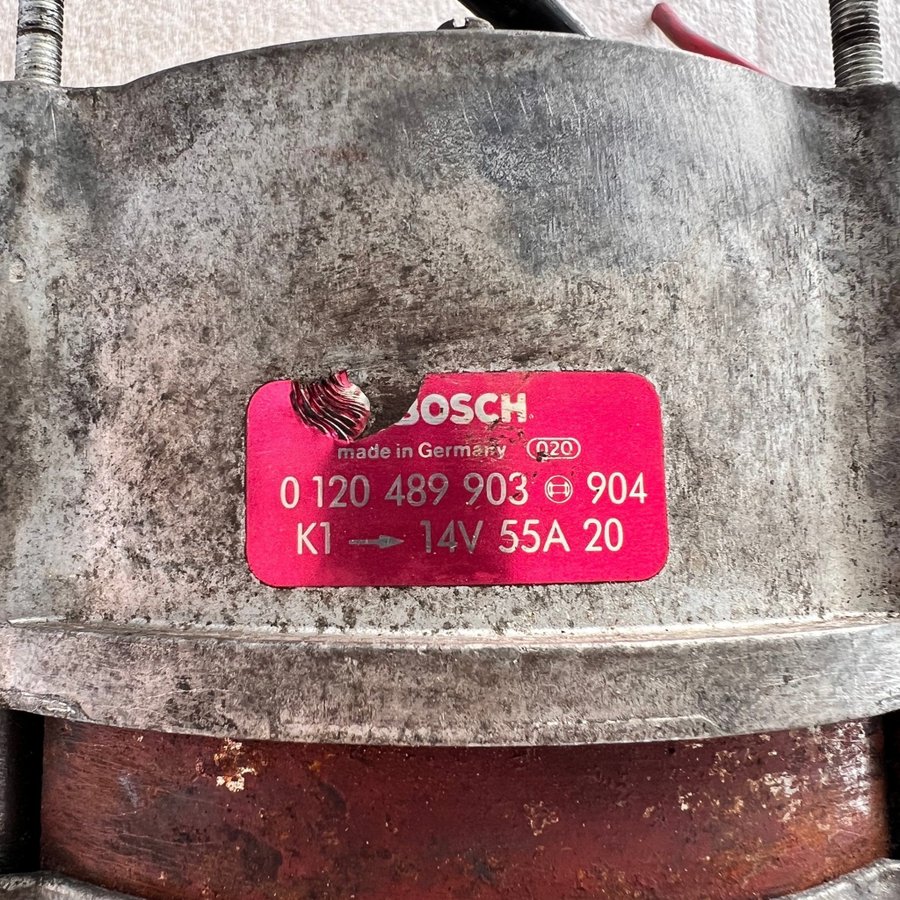 BOSCH
made in Germany 020
0 120 489 903 904
K1 → 14V 55A 20